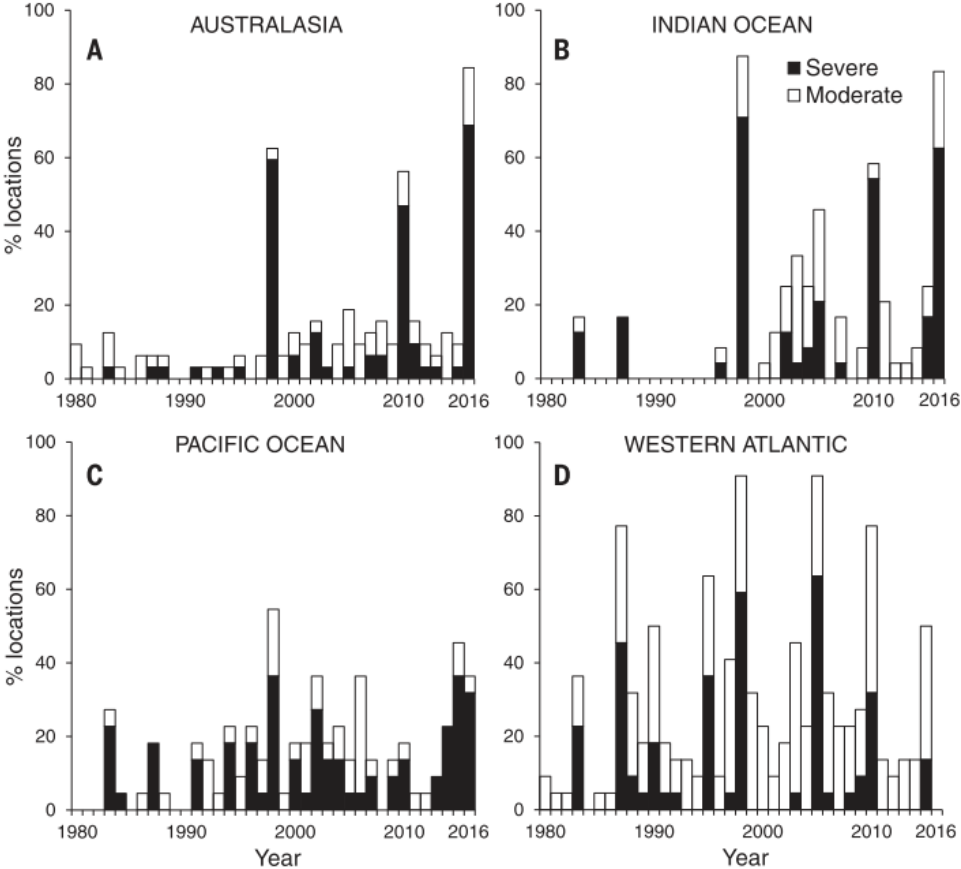 AUSTRALASIA
A
100
80
60
40
20
0
% locations
1980 1990 2000 2010 2016
INDIAN OCEAN
B
Severe
Moderate
100
80
60
40
20
0
1980 1990 2000 2010 2016
PACIFIC OCEAN
C
100
80
60
40
20
0
% locations
1980 1990 2000 2010 2016
Year
WESTERN ATLANTIC
D
100
80
60
40
20
0
1980 1990 2000 2010 2016
Year